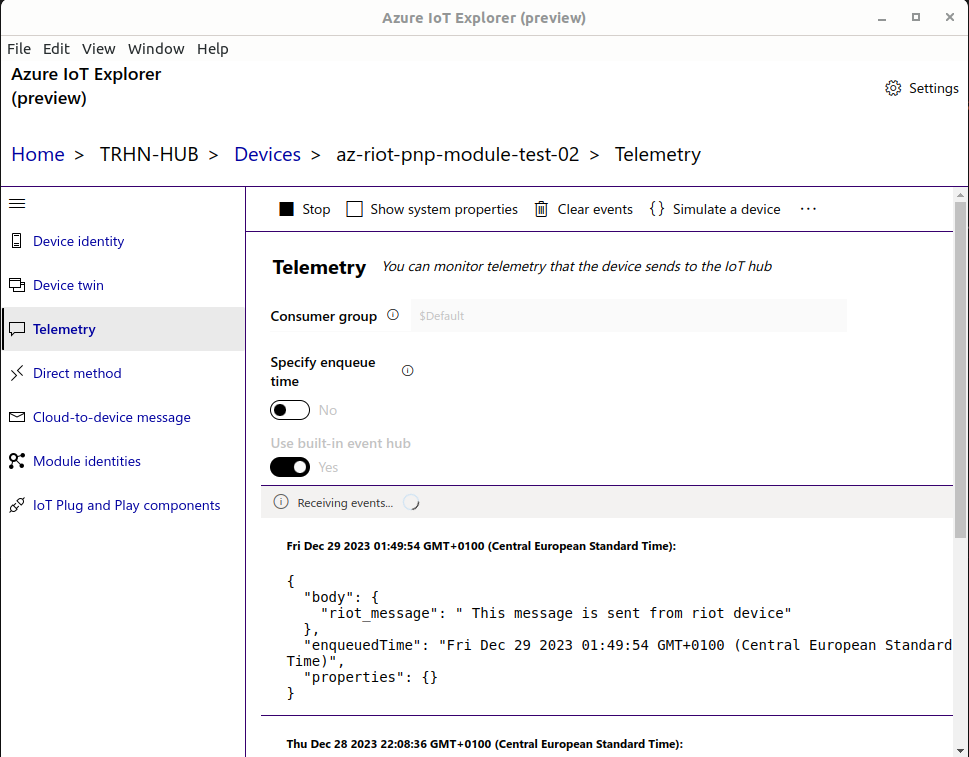 Azure IoT Explorer (preview)
File Edit View Window Help
Azure IoT Explorer
(preview)
Settings
Home > TRHN-HUB > Devices > az-riot-pnp-module-test-02 > Telemetry
Stop Show system properties Clear events {} Simulate a device ...
Device identity
Device twin
Telemetry
Direct method
Cloud-to-device message
Module identities
IoT Plug and Play components
Telemetry You can monitor telemetry that the device sends to the IoT hub
Consumer group $Default
Specify enqueue
time
No
Use built-in event hub
Yes
Receiving events...
Fri Dec 29 2023 01:49:54 GMT+0100 (Central European Standard Time):
{
"body": {
"riot_message": " This message is sent from riot device"
},
"enqueuedTime": "Fri Dec 29 2023 01:49:54 GMT+0100 (Central European Standard
Time)",
"properties": {}
}
Thu Dec 28 2023 22:08:36 GMT+0100 (Central European Standard Time):